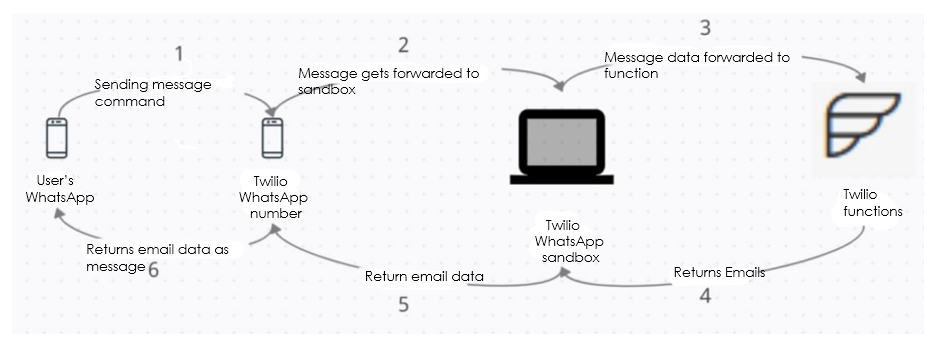 1
2
3
Sending message
command
Message gets forwarded to
sandbox
Message data forwarded to
function
User's
WhatsApp
Twilio
WhatsApp
number
Twilio
WhatsApp
sandbox
Twilio
functions
Returns email data as
message
6
Return email data
5
Returns Emails
4